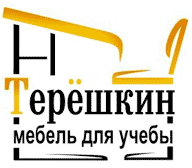 Терёшкин
мебель для учебы